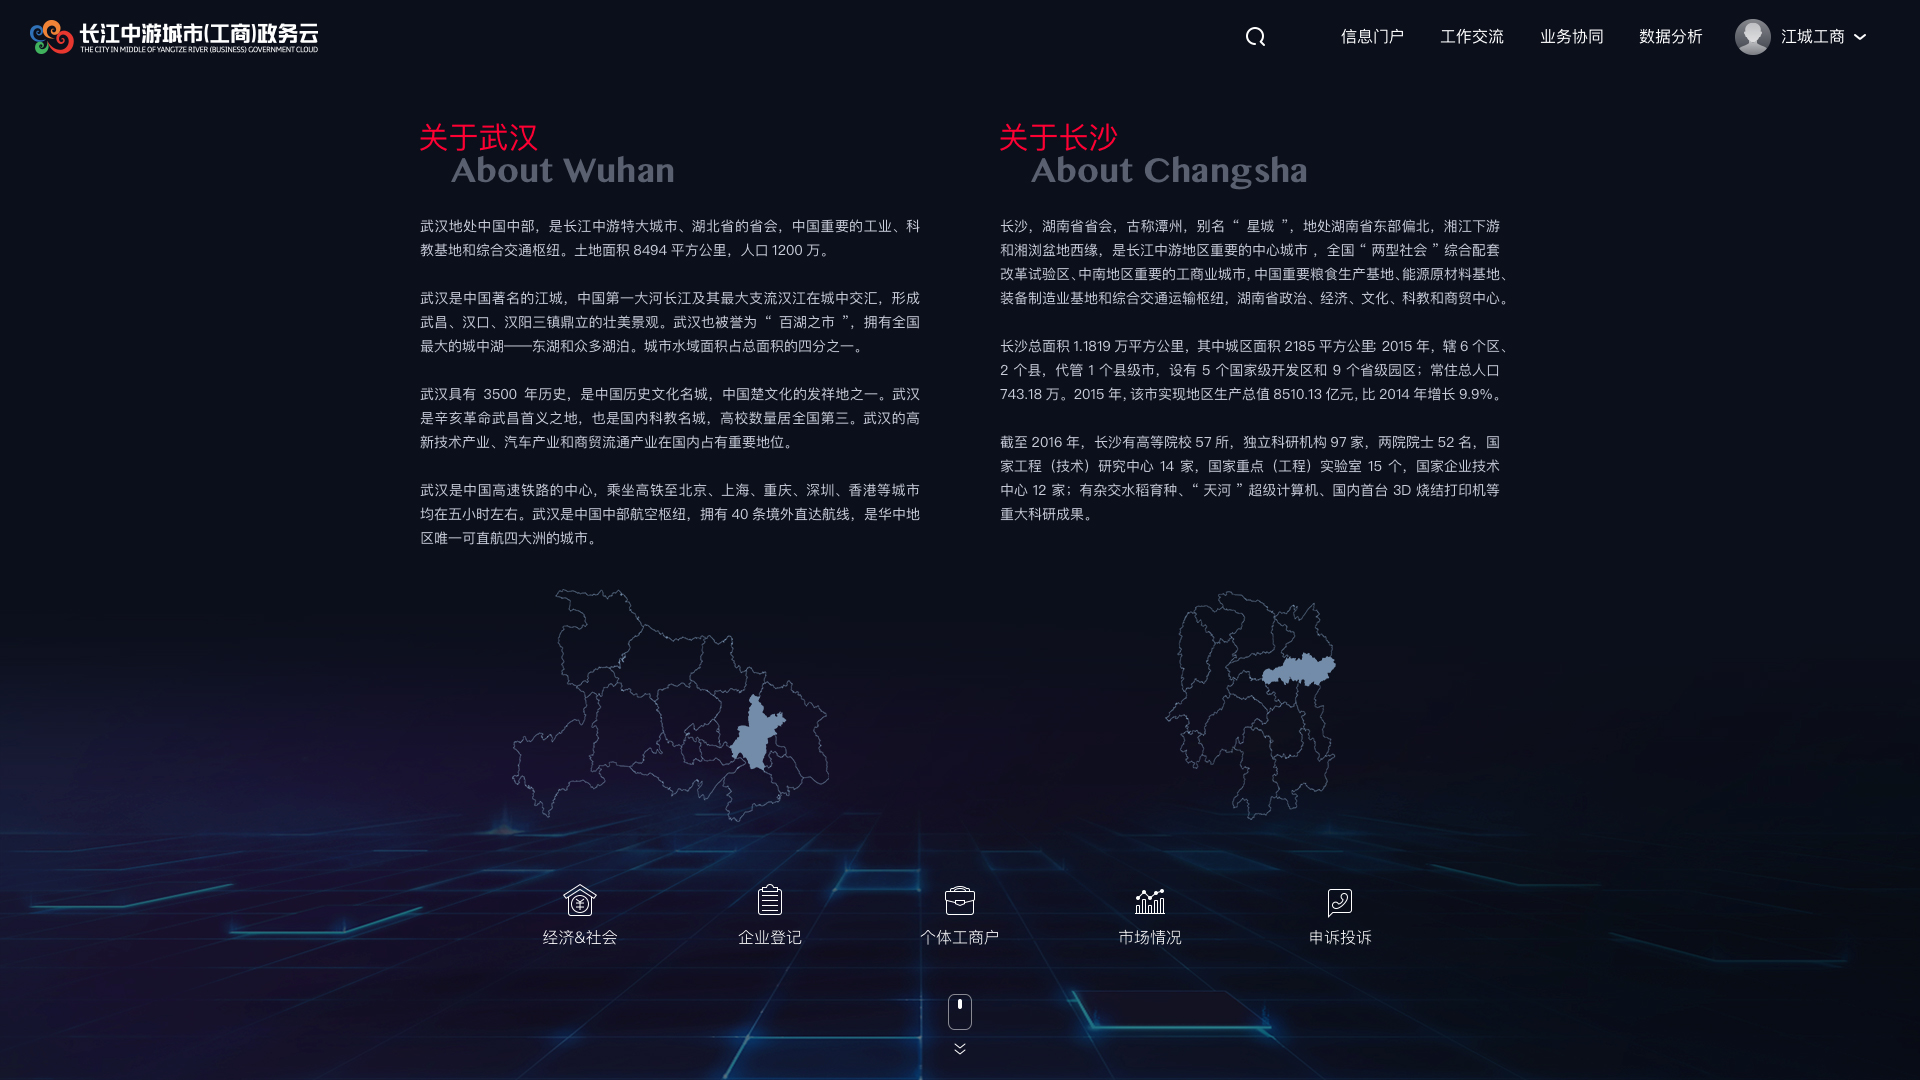 长江中游城市(工商)政务云
THE CITY IN MIDDLE OF YANGTZE RIVER (BUSINESS) GOVERNMENT CLOUD
信息门户
工作交流
业务协同
数据分析
江城工商
关于武汉
About Wuhan
武汉地处中国中部，是长江中游特大城市、湖北省的省会，中国重要的工业、科
教基地和综合交通枢纽。土地面积 8494 平方公里，人口 1200 万。
武汉是中国著名的江城，中国第一大河长江及其最大支流汉江在城中交汇，形成
武昌、汉口、汉阳三镇鼎立的壮美景观。武汉也被誉为 “ 百湖之市 ”，拥有全国
最大的城中湖——东湖和众多湖泊。城市水域面积占总面积的四分之一。
武汉具有 3500 年历史，是中国历史文化名城，中国楚文化的发祥地之一。武汉
是辛亥革命武昌首义之地，也是国内科教名城，高校数量居全国第三。武汉的高
新技术产业、汽车产业和商贸流通产业在国内占有重要地位。
武汉是中国高速铁路的中心，乘坐高铁至北京、上海、重庆、深圳、香港等城市
均在五小时左右。武汉是中国中部航空枢纽，拥有 40 条境外直达航线，是华中地
区唯一可直航四大洲的城市。
关于长沙
About Changsha
长沙，湖南省省会，古称潭州，别名 “ 星城 ”，地处湖南省东部偏北，湘江下游
和湘浏盆地西缘，是长江中游地区重要的中心城市 ，全国 “ 两型社会 ” 综合配套
改革试验区、中南地区重要的工商业城市，中国重要粮食生产基地、能源原材料基地、
装备制造业基地和综合交通运输枢纽，湖南省政治、经济、文化、科教和商贸中心。
长沙总面积 1.1819 万平方公里，其中城区面积 2185 平方公里; 2015 年，辖 6 个区、
2 个县，代管 1 个县级市，设有 5 个国家级开发区和 9 个省级园区；常住总人口
743.18 万。2015 年，该市实现地区生产总值 8510.13 亿元，比 2014 年增长 9.9%。
截至 2016 年，长沙有高等院校 57 所，独立科研机构 97 家，两院院士 52 名，国
家工程（技术）研究中心 14 家，国家重点（工程）实验室 15 个，国家企业技术
中心 12 家；有杂交水稻育种、“ 天河 ” 超级计算机、国内首台 3D 烧结打印机等
重大科研成果。
经济&社会
企业登记
个体工商户
市场情况
申诉投诉